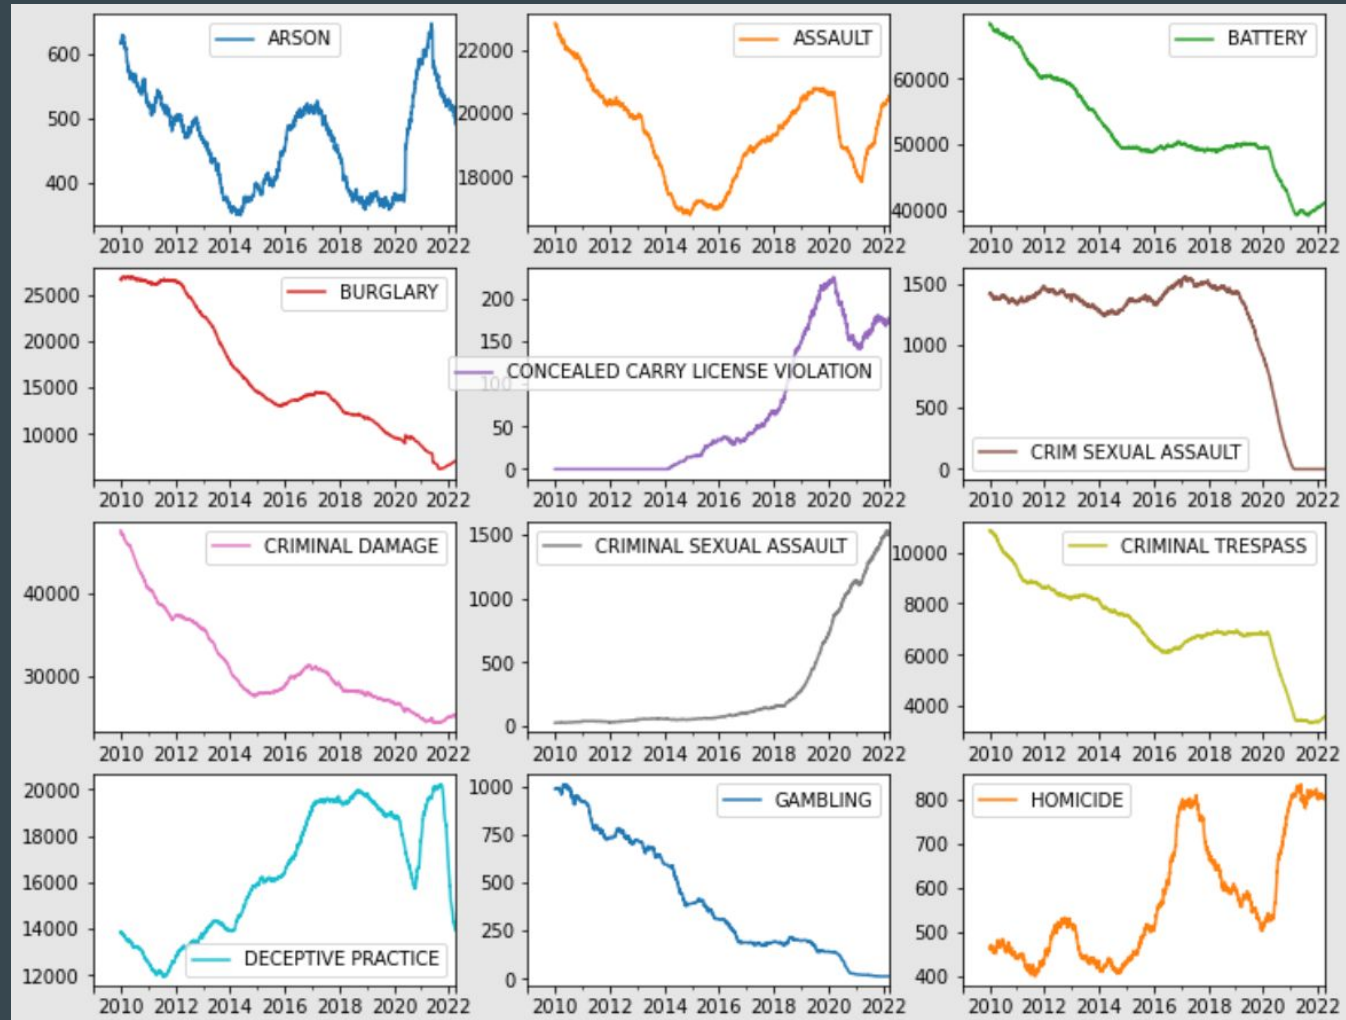 ARSON
600
500
400
2010 2012 2014 2016 2018 2020 2022
ASSAULT
22000
20000
18000
2010 2012 2014 2016 2018 2020 2022
BATTERY
60000
50000
40000
2010 2012 2014 2016 2018 2020 2022
BURGLARY
25000
20000
15000
10000
2010 2012 2014 2016 2018 2020 2022
CONCEALED CARRY LICENSE VIOLATION
200
150
100
50
0
2010 2012 2014 2016 2018 2020 2022
CRIM SEXUAL ASSAULT
1500
1000
500
0
2010 2012 2014 2016 2018 2020 2022
CRIMINAL DAMAGE
40000
30000
2010 2012 2014 2016 2018 2020 2022
CRIMINAL SEXUAL ASSAULT
1500
1000
500
0
2010 2012 2014 2016 2018 2020 2022
CRIMINAL TRESPASS
10000
8000
6000
4000
2010 2012 2014 2016 2018 2020 2022
DECEPTIVE PRACTICE
20000
18000
16000
14000
12000
2010 2012 2014 2016 2018 2020 2022
GAMBLING
1000
750
500
250
0
2010 2012 2014 2016 2018 2020 2022
HOMICIDE
800
700
600
500
400
2010 2012 2014 2016 2018 2020 2022